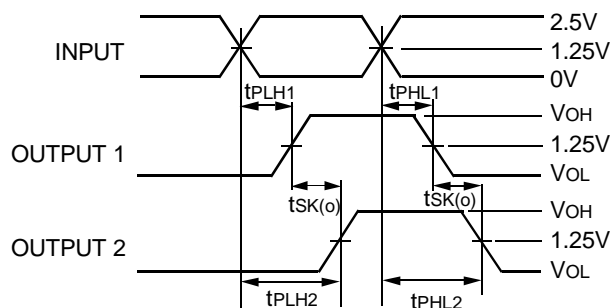 2.5V
INPUT
1.25V
0V
tPLH1
tPHL1
VOH
OUTPUT 1
1.25V
VOL
tSK(o)
tSK(o)
VOH
OUTPUT 2
1.25V
VOL
tPLH2
tPHL2